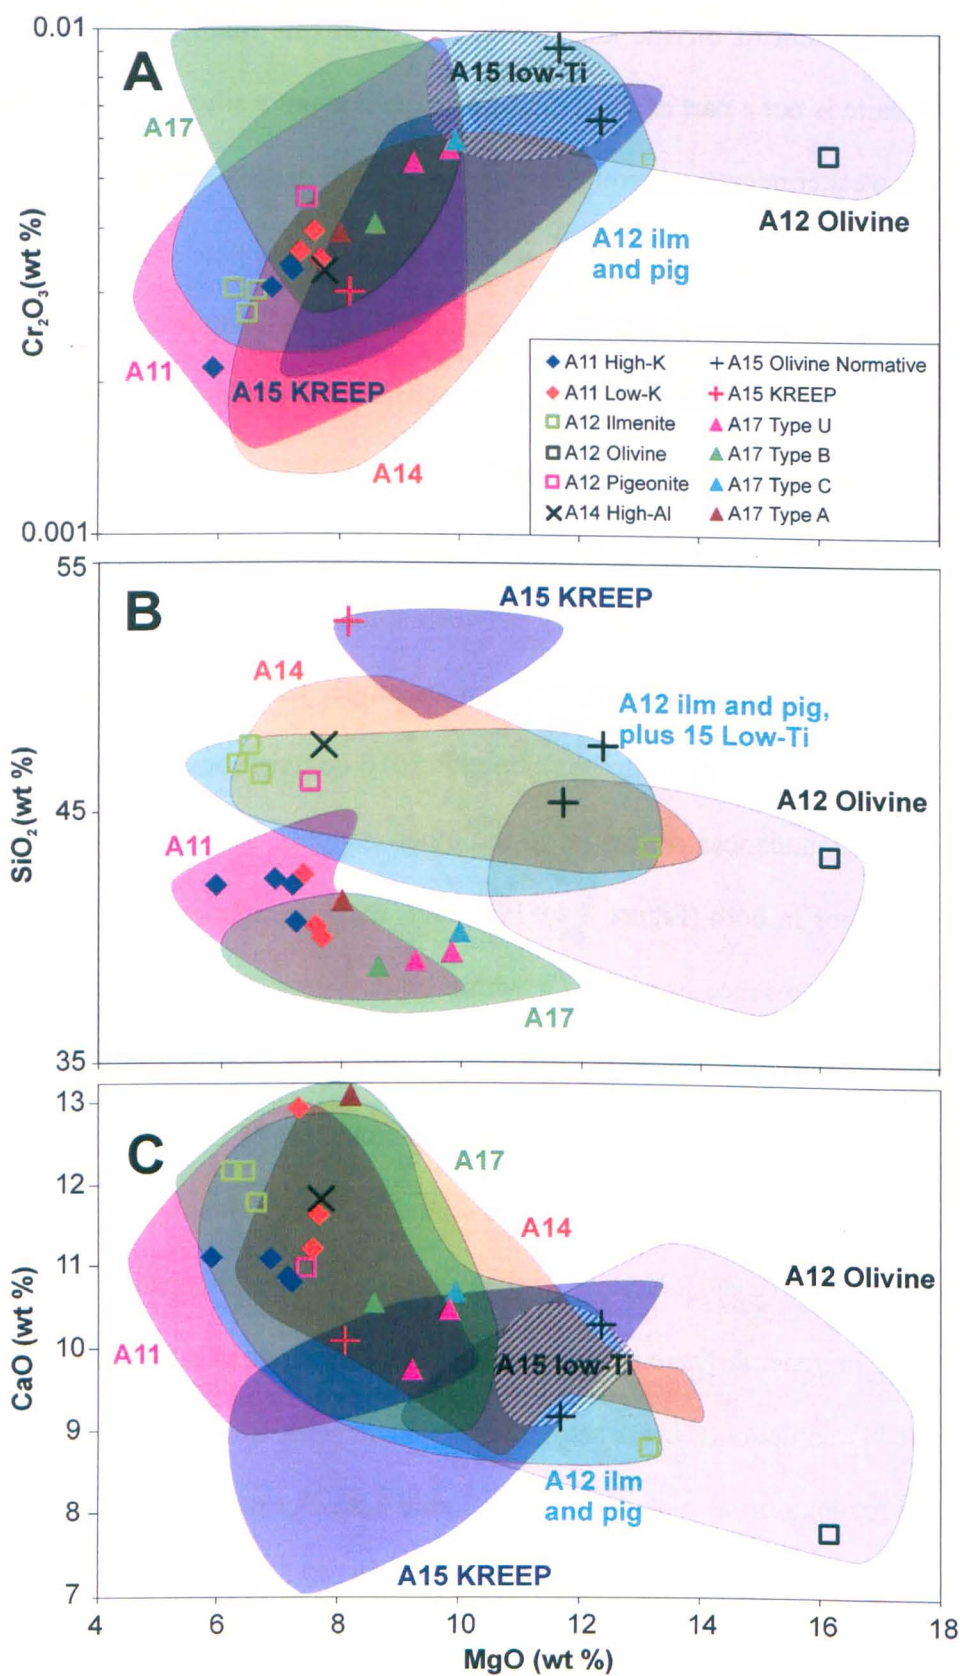 0.01
A
A15 low-Ti
A17
A12 Olivine
A12 ilm
and pig
Cr2O3(wt %)
A11
A15 KREEP
A14
A11 High-K
A15 Olivine Normative
A11 Low-K
A15 KREEP
A12 Ilmenite
A17 Type U
A12 Olivine
A17 Type B
A12 Pigeonite
A17 Type C
A14 High-Al
A17 Type A
0.001
55
B
A15 KREEP
A14
A12 ilm and pig,
plus 15 Low-Ti
SiO2(wt %)
45
A12 Olivine
A11
A17
35
13
C
A17
12
A14
11
A12 Olivine
CaO (wt %)
A11
10
A15 low-Ti
9
A12 ilm
and pig
8
A15 KREEP
7
4 6 8 10 12 14 16 18
MgO (wt %)